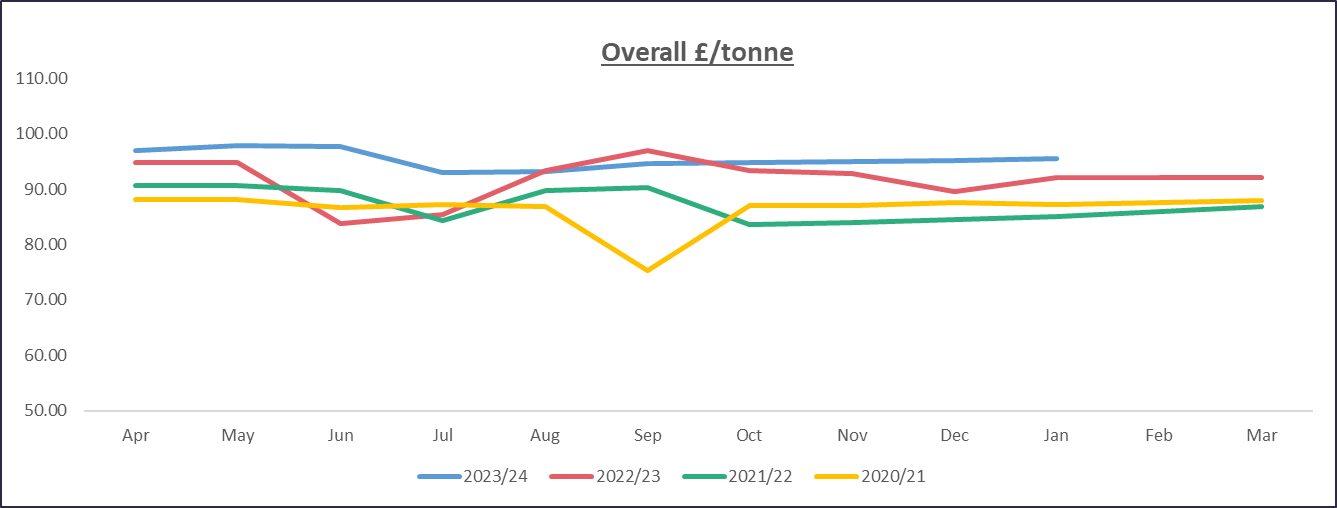 Overall £/tonne
110.00
100.00
90.00
80.00
70.00
60.00
50.00
Apr May Jun Jul Aug Sep Oct Nov Dec Jan Feb Mar
2023/24 2022/23 2021/22 2020/21